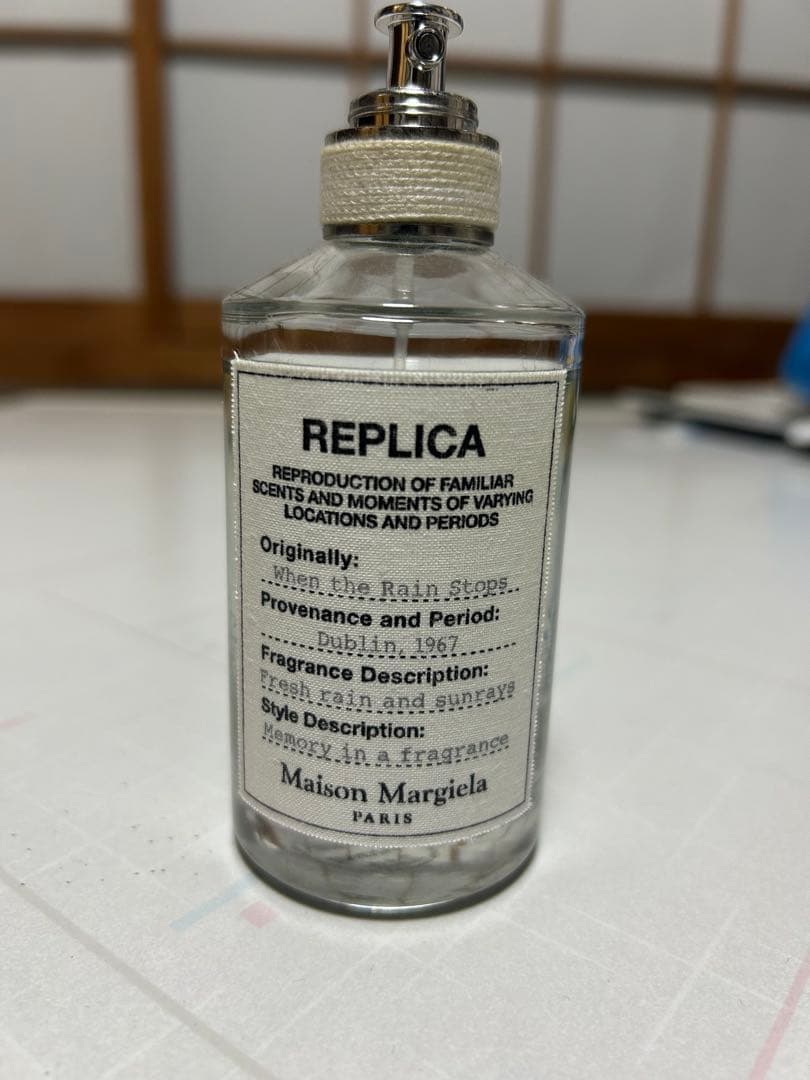 REPLICA
REPRODUCTION OF FAMILIAR
SCENTS AND MOMENTS OF VARYING
LOCATIONS AND PERIODS
Originally:
When the Rain Stops
Provenance and Period:
Dublin, 1967
Fragrance Description:
Fresh rain and sunrays
Style Description:
Memory in a fragrance
Maison Margiela
PARIS